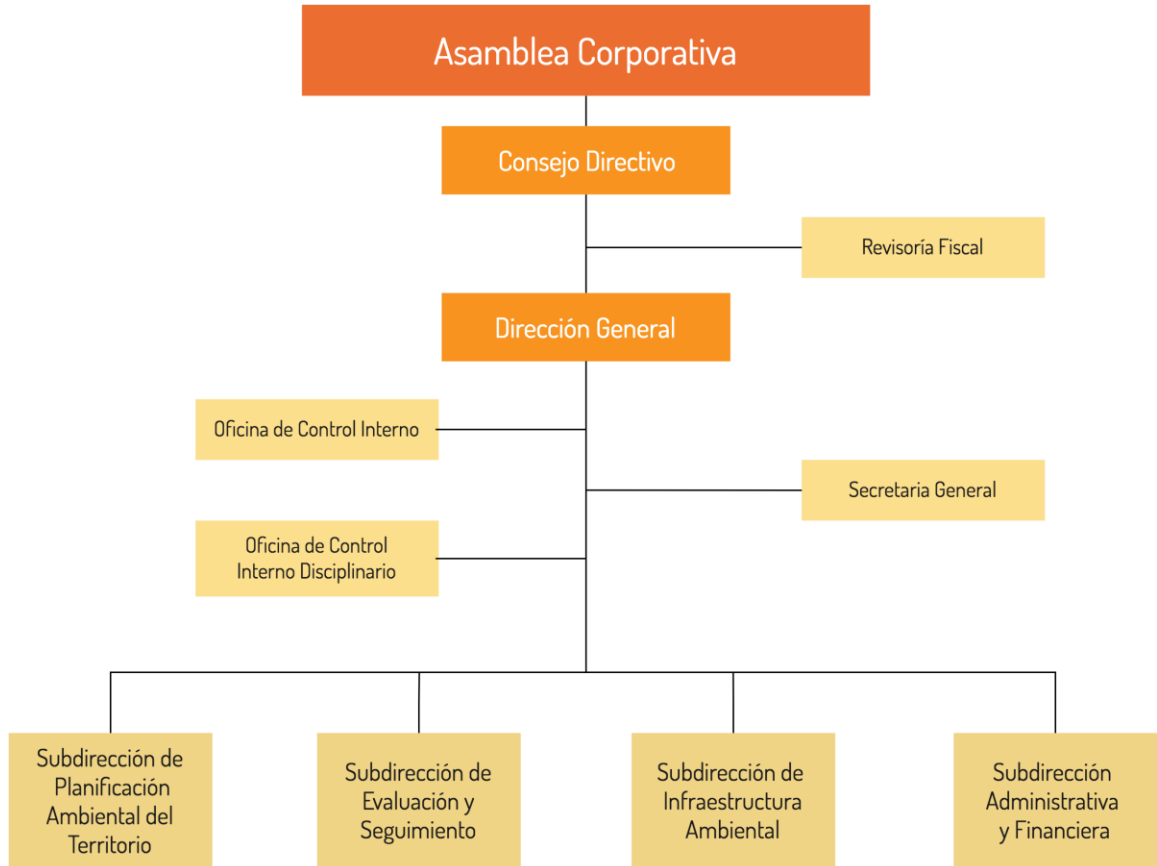 Asamblea Corporativa
Consejo Directivo
Revisoría Fiscal
Dirección General
Oficina de Control Interno
Secretaria General
Oficina de Control
Interno Disciplinario
Subdirección de
Planificación
Ambiental del
Territorio
Subdirección de
Evaluación y
Seguimiento
Subdirección de
Infraestructura
Ambiental
Subdirección
Administrativa
y Financiera